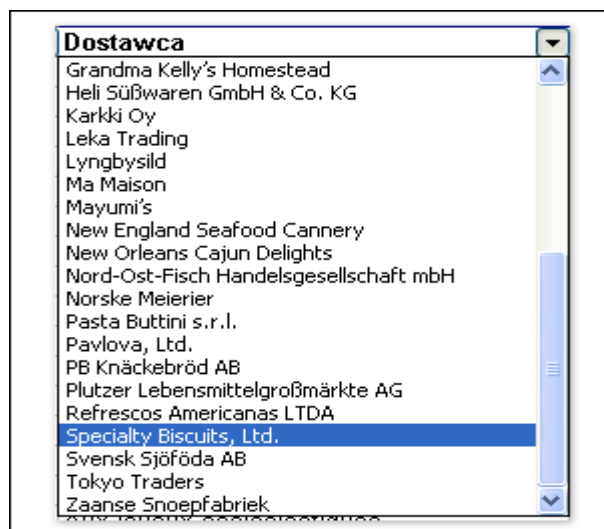 Dostawca
Grandma Kelly's Homestead
Heli Süßwaren GmbH & Co. KG
Karkki Oy
Leka Trading
Lyngbysild
Ma Maison
Mayumi's
New England Seafood Cannery
New Orleans Cajun Delights
Nord-Ost-Fisch Handelsgesellschaft mbH
Norske Meierier
Pasta Buttini s.r.l.
Pavlova, Ltd.
PB Knäckebröd AB
Plutzer Lebensmittelgroßmärkte AG
Refrescos Americanas LTDA
Specialty Biscuits, Ltd.
Svensk Sjöföda AB
Tokyo Traders
Zaanse Snoepfabriek